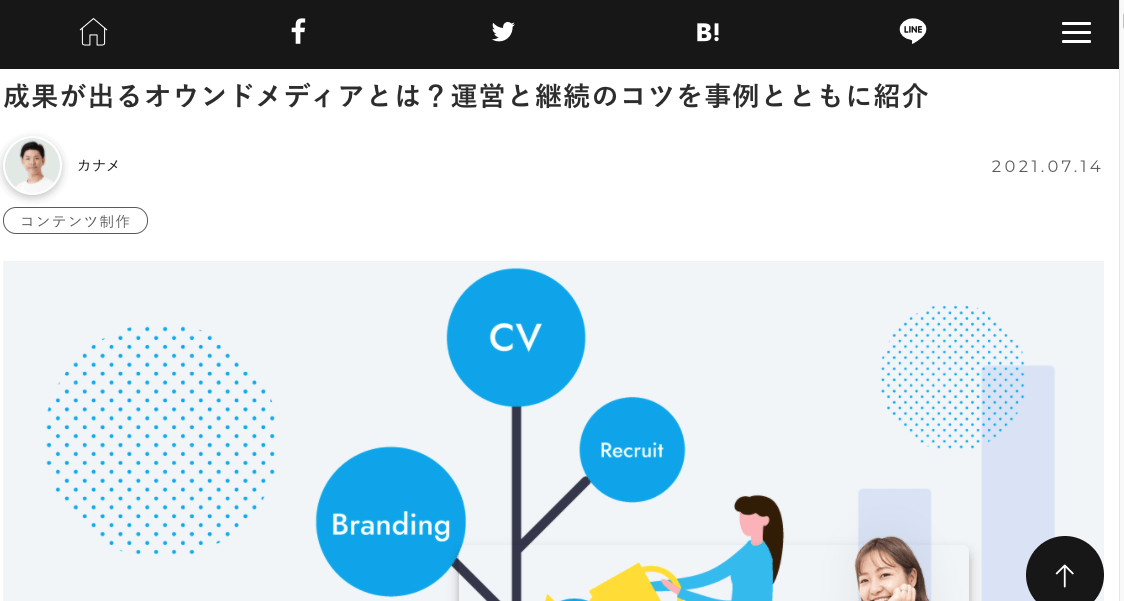 B!
LINE
成果が出るオウンドメディアとは？運営と継続のコツを事例とともに紹介
カナメ
2021.07.14
コンテンツ制作
CV
Recruit
Branding